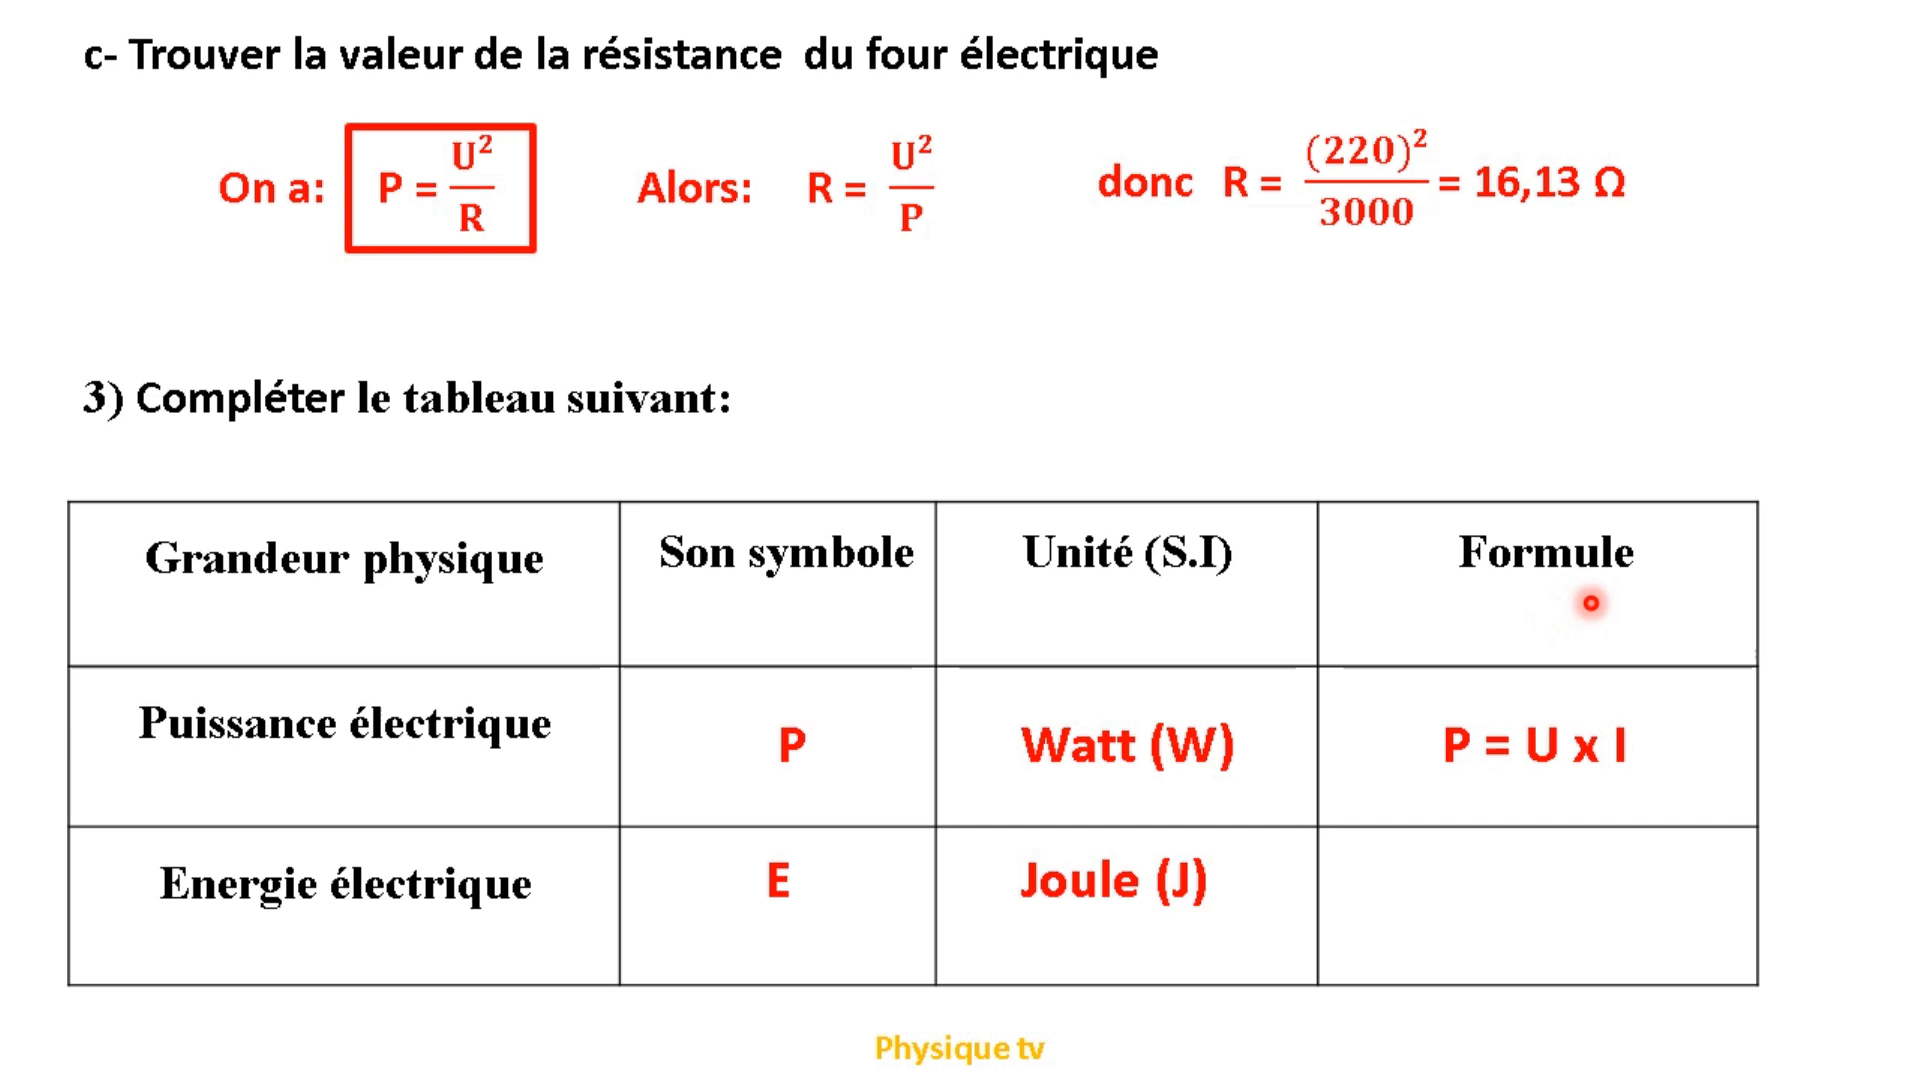 c- Trouver la valeur de la résistance du four électrique
On a: P = U²/R Alors: R = U²/P donc R = (220)²/3000 = 16,13 Ω
3) Compléter le tableau suivant:
Grandeur physique Son symbole Unité (S.I) Formule
Puissance électrique P Watt (W) P = U x I
Energie électrique E Joule (J)
Physique tv